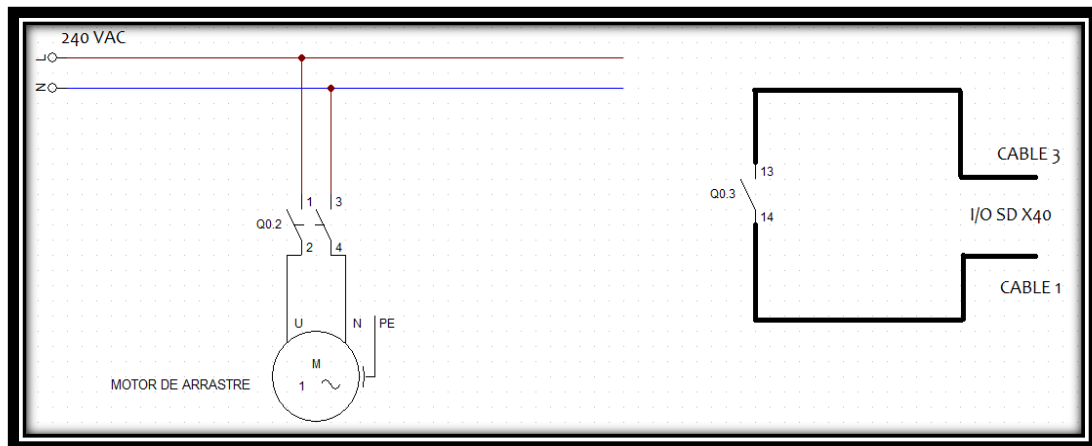 240 VAC
L
N
1 3
Q0.2
2 4
U N PE
M
1
MOTOR DE ARRASTRE
13
Q0.3
14
CABLE 3
I/O SD X40
CABLE 1